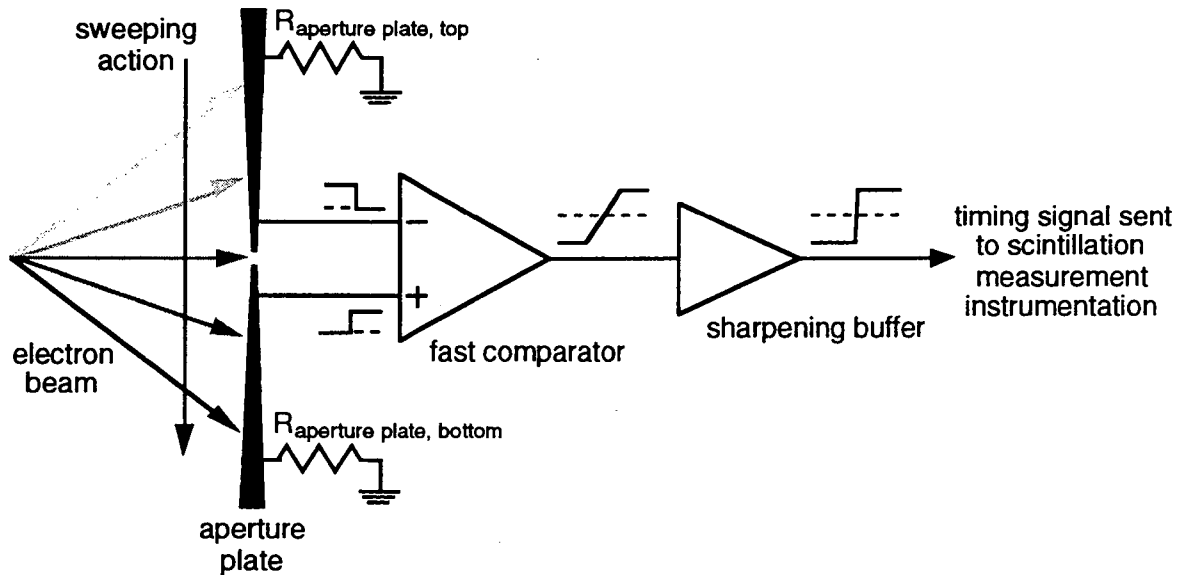 sweeping
action
R aperture plate, top
−
+
fast comparator
sharpening buffer
timing signal sent
to scintillation
measurement
instrumentation
electron
beam
R aperture plate, bottom
aperture
plate